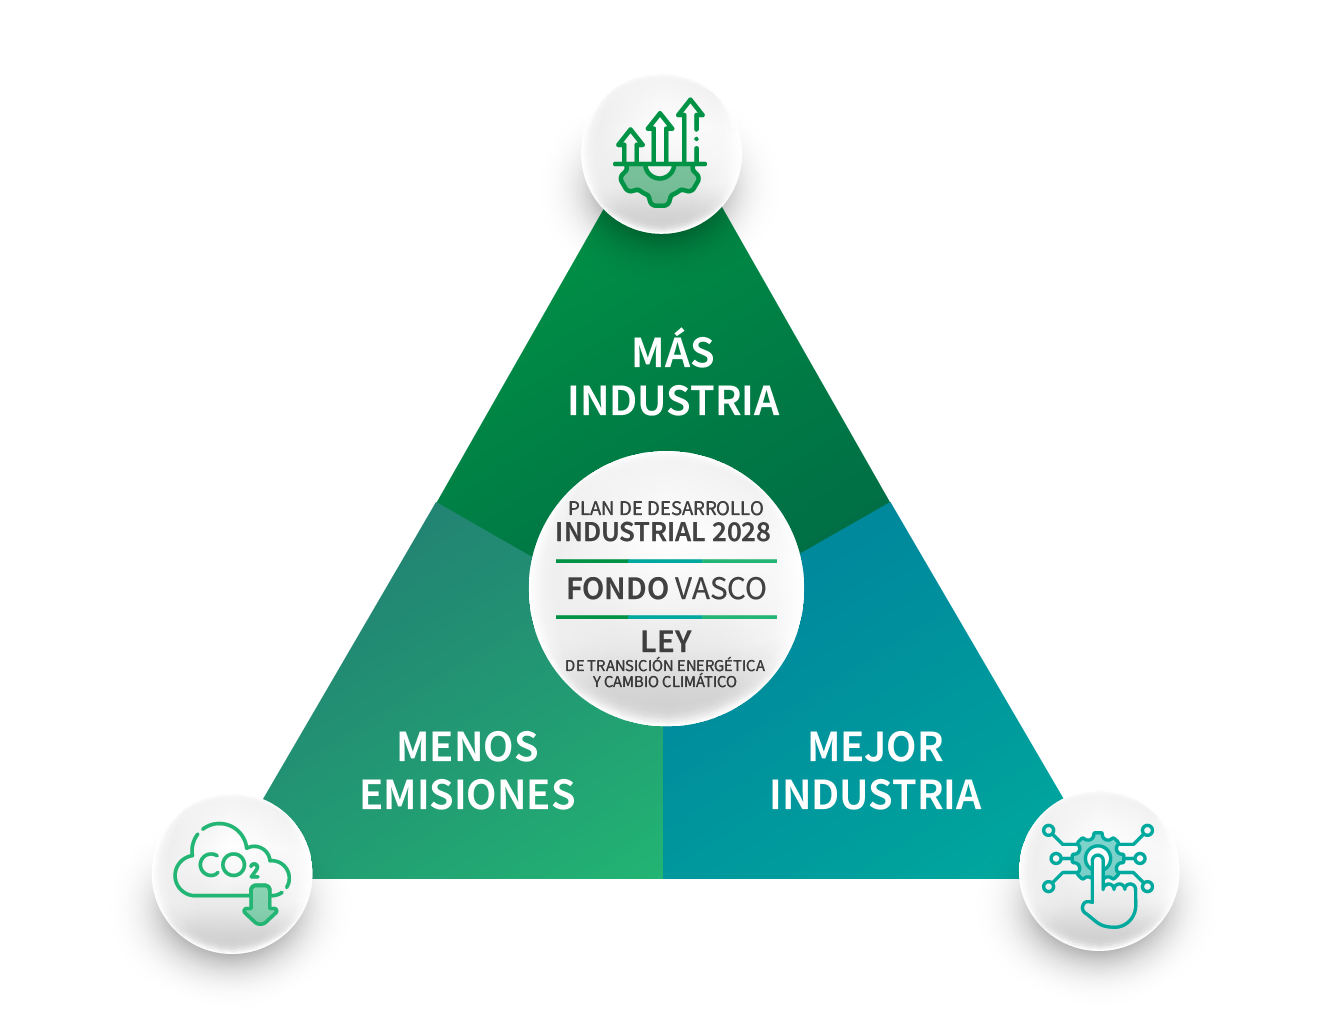 MÁS
INDUSTRIA
PLAN DE DESARROLLO
INDUSTRIAL 2028
FONDO VASCO
LEY
DE TRANSICIÓN ENERGÉTICA
Y CAMBIO CLIMÁTICO
MENOS
EMISIONES
MEJOR
INDUSTRIA
CO2